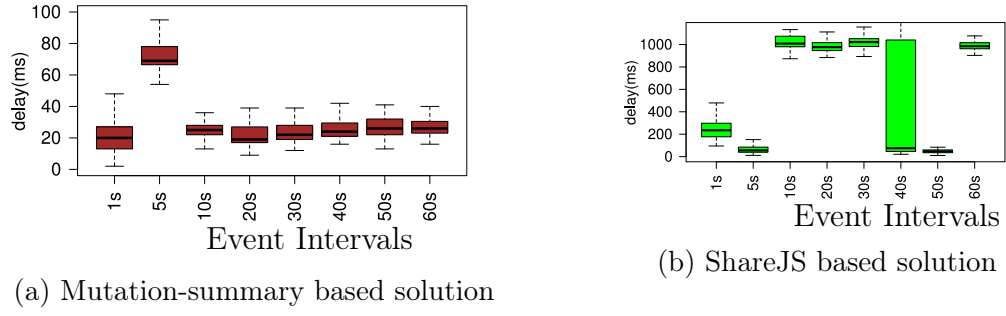 delay(ms)
100
80
60
40
20
0
1s
5s
10s
20s
30s
40s
50s
60s
Event Intervals
(a) Mutation-summary based solution
delay(ms)
1000
800
600
400
200
0
1s
5s
10s
20s
30s
40s
50s
60s
Event Intervals
(b) ShareJS based solution